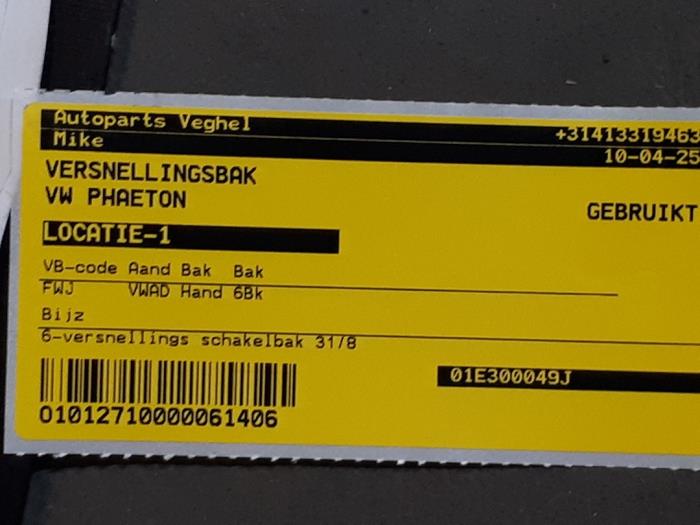 Autoparts Veghel +31413319463
Mike 10-04-25
VERSNELLINGSBAK
VW PHAETON
GEBRUIKT
LOCATIE-1
VB-code Aand Bak Bak
FWJ VWAD Hand 6Bk
Bijz
6-versnellings schakelbak 31/8
01E300049J
01012710000061406